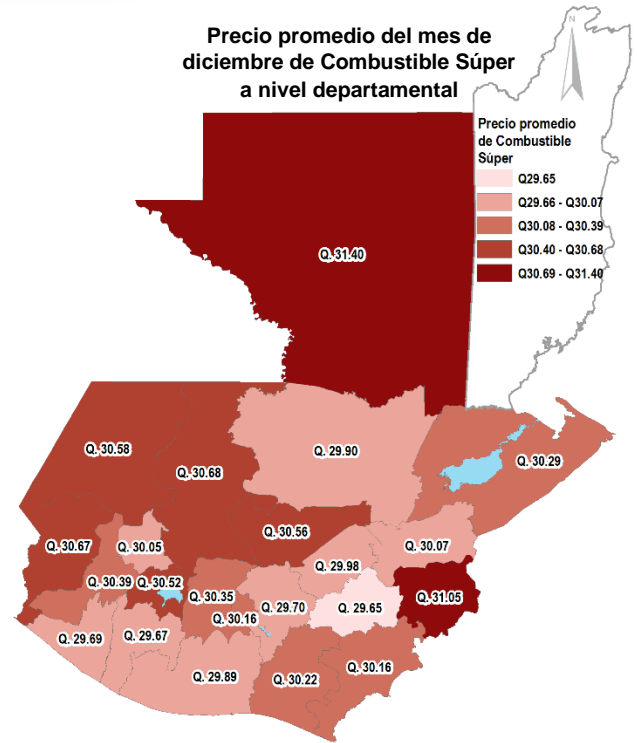 Precio promedio del mes de
diciembre de Combustible Súper
a nivel departamental
N
Precio promedio
de Combustible
Súper
Q29.65
Q29.66 - Q30.07
Q30.08 - Q30.39
Q30.40 - Q30.68
Q30.69 - Q31.40
Q. 31.40
Q. 30.58
Q. 30.68
Q. 29.90
Q. 30.29
Q. 30.67
Q. 30.05
Q. 30.56
Q. 29.98
Q. 30.07
Q. 30.39
Q. 30.52
Q. 30.35
Q. 30.16
Q. 29.70
Q. 29.65
Q. 31.05
Q. 29.69
Q. 29.67
Q. 29.89
Q. 30.22
Q. 30.16